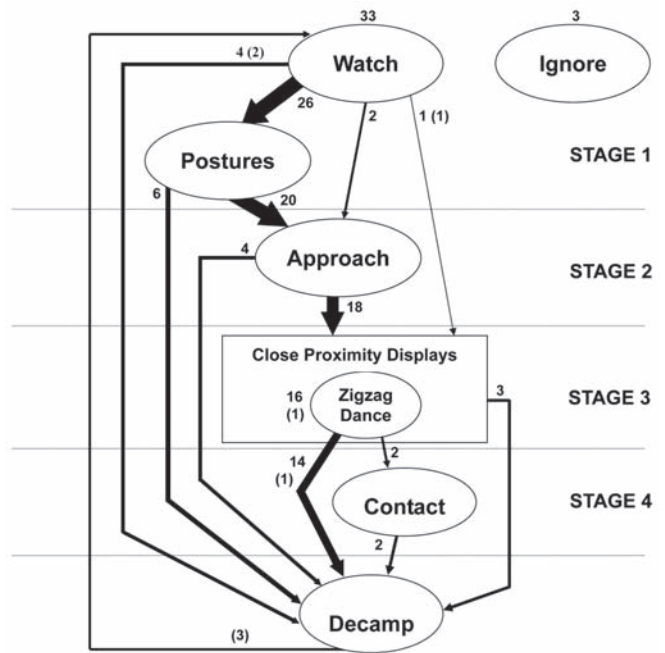 33
3
4 (2)
Watch
Ignore
26
2
1 (1)
Postures
STAGE 1
6
20
4
Approach
STAGE 2
18
Close Proximity Displays
3
16
(1)
Zigzag
Dance
STAGE 3
14
(1)
2
Contact
STAGE 4
2
Decamp
(3)